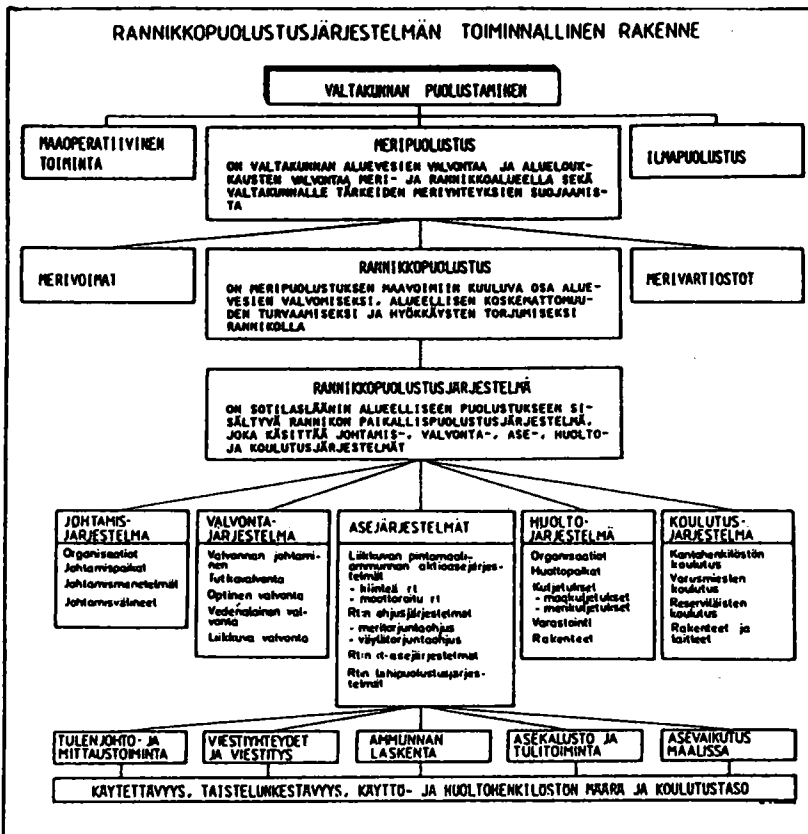 RANNIKKOPUOLUSTUSJÄRJESTELMÄN TOIMINNALLINEN RAKENNE
VALTAKUNNAN PUOLUSTAMINEN
MAAOPERATIIVINEN
TOIMINTA
MERIPUOLUSTUS
ON VALTAKUNNAN ALUEVESIEN VALVONTAA JA ALUELOUK-
KAUSTEN VALVONTAA MERI- JA RANNIKKOALUEELLA SEKÄ
VALTAKUNNALLE TÄRKEIDEN MERIYHTEYKSIEN SUOJAAMIS-
TA
ILMAPUOLUSTUS
MERIVOIMAT
RANNIKKOPUOLUSTUS
ON MERIPUOLUSTUKSEN MAAVOIMIIN KUULUVA OSA ALUE-
VESIEN VALVOMISEKSI, ALUEELLISEN KOSKEMATTOMUU-
DEN TURVAAMISEKSI JA HYÖKKÄYSTEN TORJUMISEKSI
RANNIKOLLA
MERIVARTIOSTOT
RANNIKKOPUOLUSTUSJÄRJESTELMÄ
ON SOTILASLÄÄNIN ALUEELLISEEN PUOLUSTUKSEEN SI-
SÄLTYVÄ RANNIKON PAIKALLISPUOLUSTUSJÄRJESTELMÄ,
JOKA KÄSITTÄÄ JOHTAMIS-, VALVONTA-, ASE-, HUOLTO-
JA KOULUTUSJÄRJESTELMÄT
JOHTAMIS-
JÄRJESTELMA
Organisaatiot
Johtamispaikat
Johtamismenetelmät
Johtamisvälineet
VALVONTA-
JÄRJESTELMA
Valvonnan johtami-
nen
Tutkavalvonta
Optinen valvonta
Vedenalainen val-
vonta
Liikkuva valvonta
ASEJÄRJESTELMÄT
Liikkuvan pintamaali-
ammunnan aktioasejärjes-
telmät
- kiinteä rt
- moottoroitu rt
Rt:n ohjusjärjestelmät
- meritorjuntaohjus
- väylätorjuntaohjus
Rt:n it-asejärjestelmät
Rt:n lähipuolustusjärjes-
telmät
HUOLTO-
JÄRJESTELMÄ
Organisaatiot
Huoltopaikat
Kuljetukset
- maakuljetukset
- merikuljetukset
Varastointi
Rakenteet
KOULUTUS-
JÄRJESTELMÄ
Kantahenkilöstön
koulutus
Varusmiesten
koulutus
Reserviläisten
koulutus
Rakenteet ja
laitteet
TULENJOHTO- JA
MITTAUSTOIMINTA
VIESTIYHTEYDET
JA VIESTITYS
AMMUNNAN
LASKENTA
ASEKALUSTO JA
TULITOIMINTA
ASEVAIKUTUS
MAALISSA
KÄYTETTÄVYYS, TAISTELUNKESTÄVYYS, KÄYTTÖ- JA HUOLTOHENKILÖSTÖN MÄÄRÄ JA KOULUTUSTASO